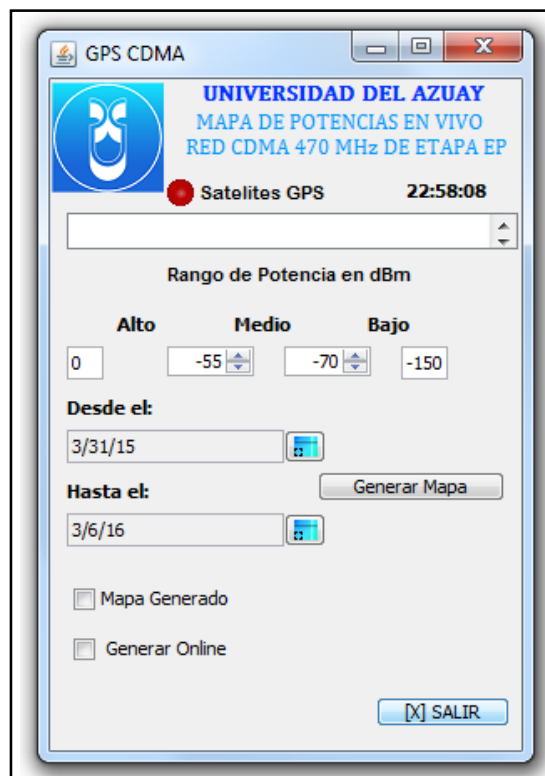 GPS CDMA
UNIVERSIDAD DEL AZUAY
MAPA DE POTENCIAS EN VIVO
RED CDMA 470 MHz DE ETAPA EP
Satelites GPS 22:58:08
Rango de Potencia en dBm
Alto Medio Bajo
0 -55 -70 -150
Desde el:
3/31/15
Hasta el: Generar Mapa
3/6/16
Mapa Generado
Generar Online
[X] SALIR